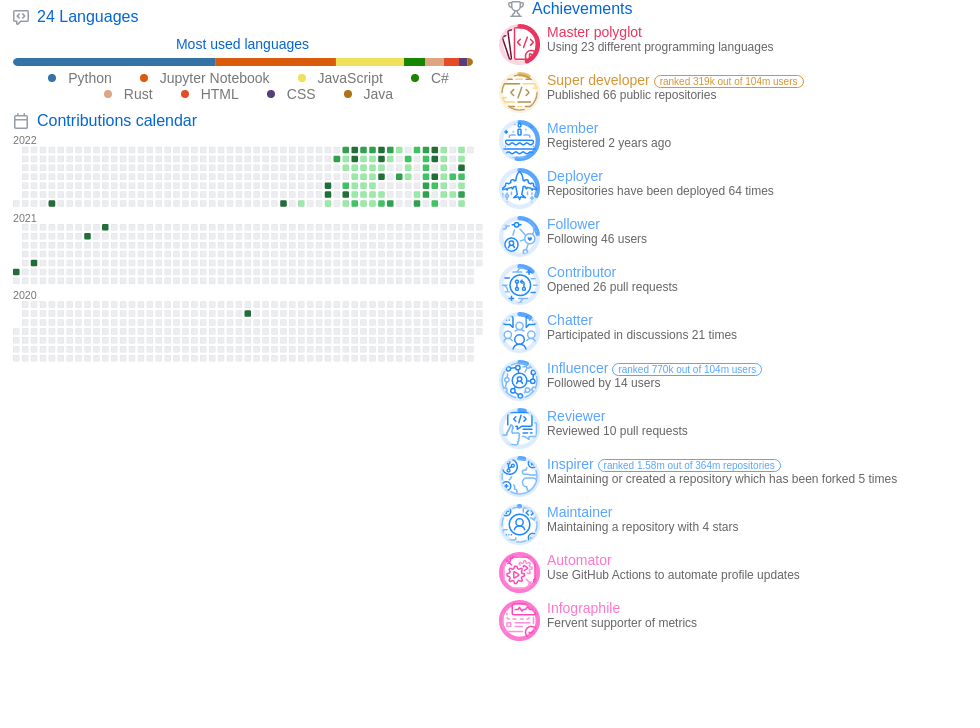 24 Languages
Most used languages
Python Jupyter Notebook JavaScript C#
Rust HTML CSS Java
Contributions calendar
2022
2021
2020
Achievements
Master polyglot
Using 23 different programming languages
Super developer ranked 319k out of 104m users
Published 66 public repositories
Member
Registered 2 years ago
Deployer
Repositories have been deployed 64 times
Follower
Following 46 users
Contributor
Opened 26 pull requests
Chatter
Participated in discussions 21 times
Influencer ranked 770k out of 104m users
Followed by 14 users
Reviewer
Reviewed 10 pull requests
Inspirer ranked 1.58m out of 364m repositories
Maintaining or created a repository which has been forked 5 times
Maintainer
Maintaining a repository with 4 stars
Automator
Use GitHub Actions to automate profile updates
Infographile
Fervent supporter of metrics